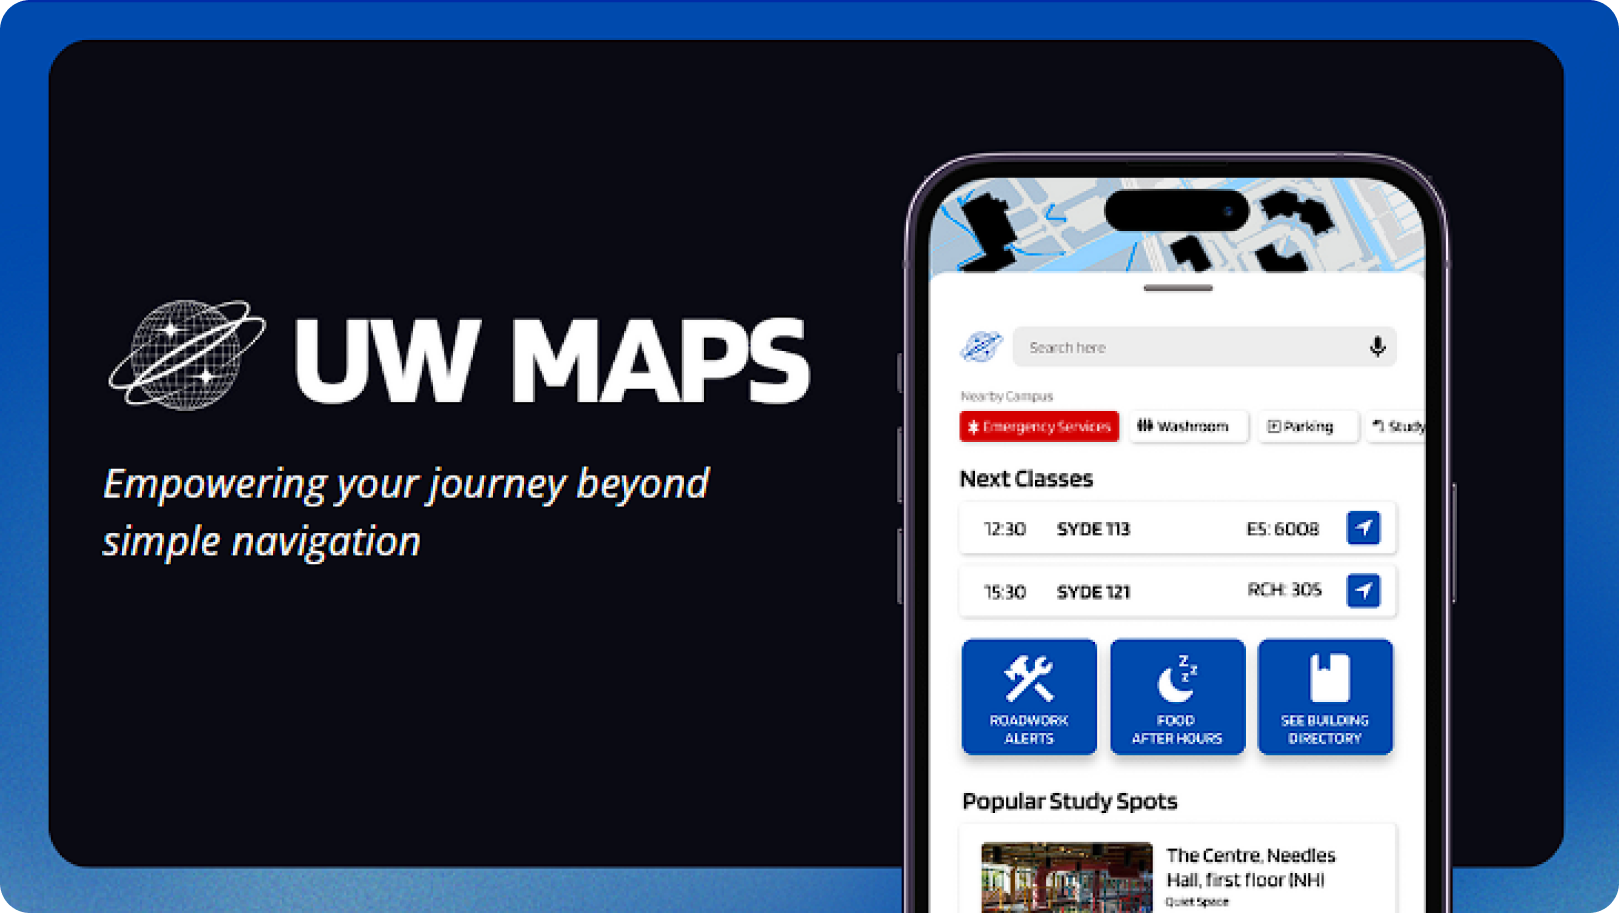 UW MAPS
Empowering your journey beyond
simple navigation
Search here
Nearby Campus
Emergency Services
Washroom
Parking
Study
Next Classes
12:30 SYDE 113 E5: 6008
15:30 SYDE 121 RCH: 305
ROADWORK
ALERTS
Z Z Z
FOOD
AFTER HOURS
SEE BUILDING
DIRECTORY
Popular Study Spots
The Centre, Needles
Hall, first floor (NH)
Quiet Space